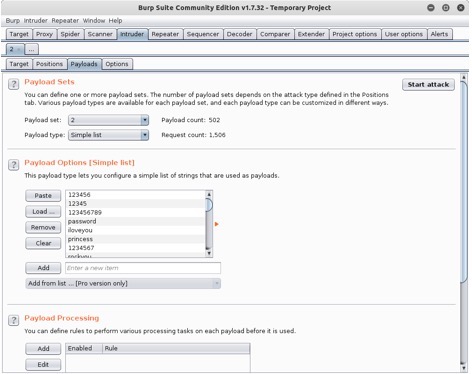 Burp Suite Community Edition v1.7.32 - Temporary Project
Burp Intruder Repeater Window Help
Target Proxy Spider Scanner Intruder Repeater Sequencer Decoder Comparer Extender Project options User options Alerts
2 × ...
Target Positions Payloads Options
? Payload Sets Start attack
You can define one or more payload sets. The number of payload sets depends on the attack type defined in the Positions
tab. Various payload types are available for each payload set, and each payload type can be customized in different ways.
Payload set: 2 Payload count: 502
Payload type: Simple list Request count: 1,506
? Payload Options [Simple list]
This payload type lets you configure a simple list of strings that are used as payloads.
Paste
Load ...
Remove
Clear
123456
12345
123456789
password
iloveyou
princess
1234567
rockyou
Add Enter a new item
Add from list ... [Pro version only]
? Payload Processing
You can define rules to perform various processing tasks on each payload before it is used.
Add Enabled Rule
Edit